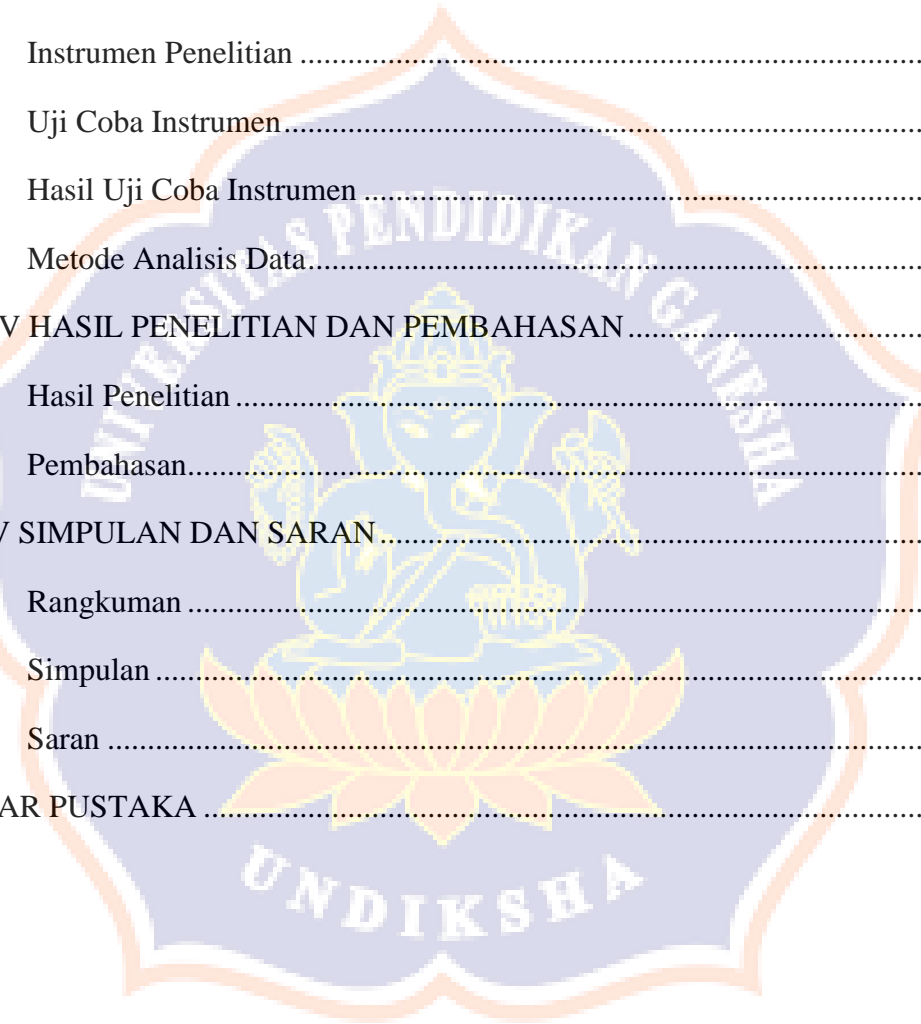 Instrumen Penelitian ................................................................................
Uji Coba Instrumen................................................................................
Hasil Uji Coba Instrumen ......................................................................
Metode Analisis Data.............................................................................
V HASIL PENELITIAN DAN PEMBAHASAN.....................................
Hasil Penelitian ......................................................................................
Pembahasan............................................................................................
V SIMPULAN DAN SARAN...................................................................
Rangkuman ............................................................................................
Simpulan ................................................................................................
Saran ......................................................................................................
AR PUSTAKA ..........................................................................................
UNIVERSITAS PENDIDIKAN GANESHA
UNDIKSHA